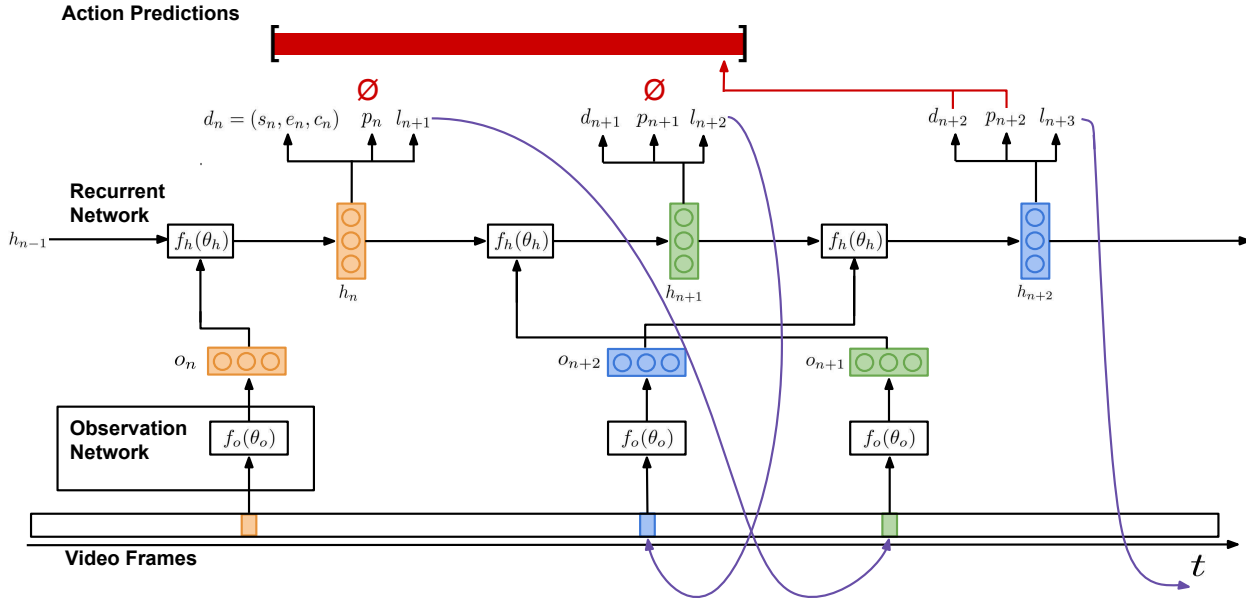 Action Predictions
[ ]
Ø Ø
d_n = (s_n, e_n, c_n) p_n l_{n+1} d_{n+1} p_{n+1} l_{n+2} d_{n+2} p_{n+2} l_{n+3}
Recurrent
Network
h_{n-1} f_h(θ_h) f_h(θ_h) f_h(θ_h)
h_n h_{n+1} h_{n+2}
o_n o_{n+2} o_{n+1}
Observation
Network
f_o(θ_o) f_o(θ_o) f_o(θ_o)
Video Frames
t